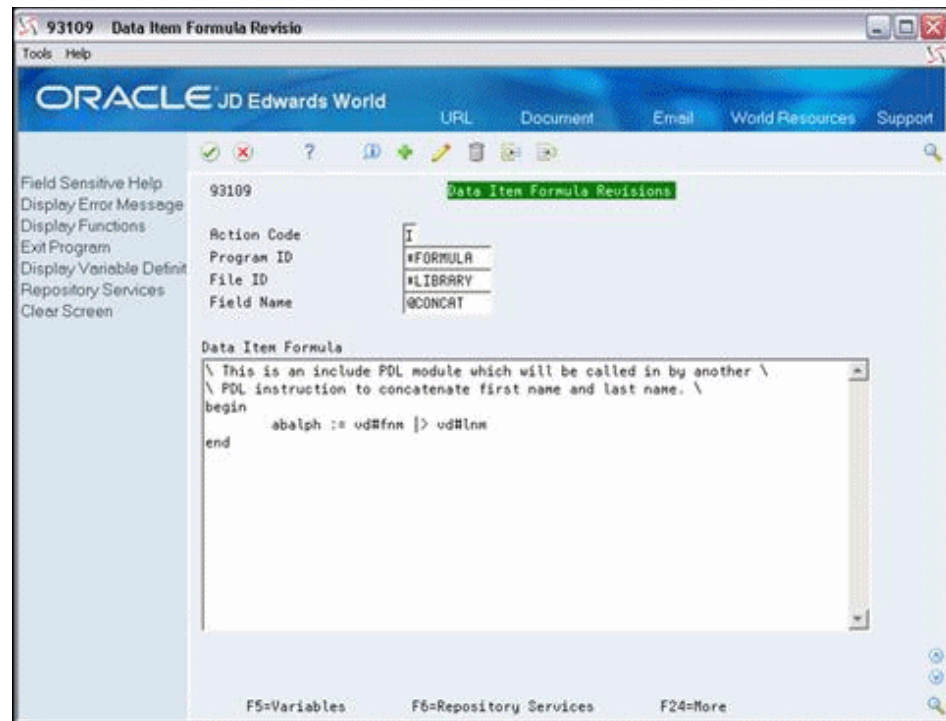 93109 Data Item Formula Revisio
Tools Help
ORACLE JD Edwards World
URL Document Email World Resources Support
Field Sensitive Help
Display Error Message
Display Functions
Exit Program
Display Variable Definit
Repository Services
Clear Screen
93109 Data Item Formula Revisions
Action Code I
Program ID *FORMULA
File ID *LIBRARY
Field Name @CONCAT
Data Item Formula
\ This is an include PDL module which will be called in by another \
\ PDL instruction to concatenate first name and last name. \
begin
abalph := vd#fnm |> vd#lnm
end
F5=Variables F6=Repository Services F24=More